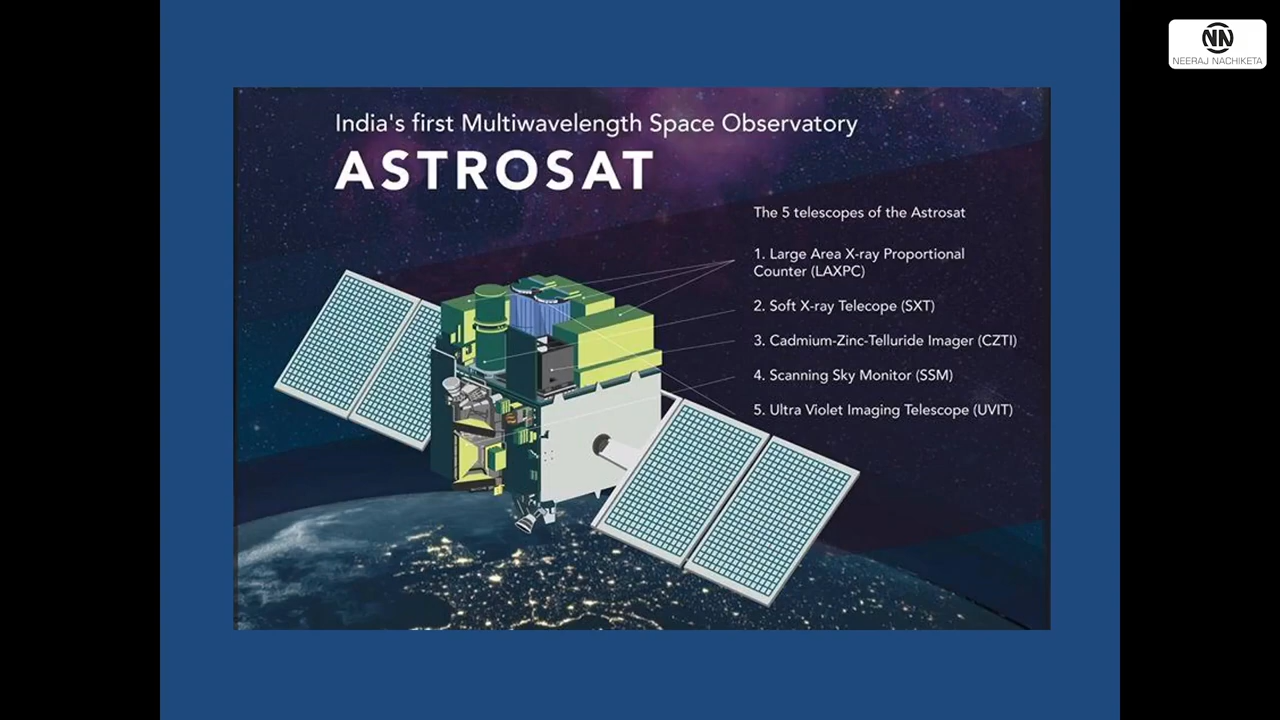 NN
NEERAJ NACHIKETA
India's first Multiwavelength Space Observatory
ASTROSAT
The 5 telescopes of the Astrosat
1. Large Area X-ray Proportional
Counter (LAXPC)
2. Soft X-ray Telecope (SXT)
3. Cadmium-Zinc-Telluride Imager (CZTI)
4. Scanning Sky Monitor (SSM)
5. Ultra Violet Imaging Telescope (UVIT)